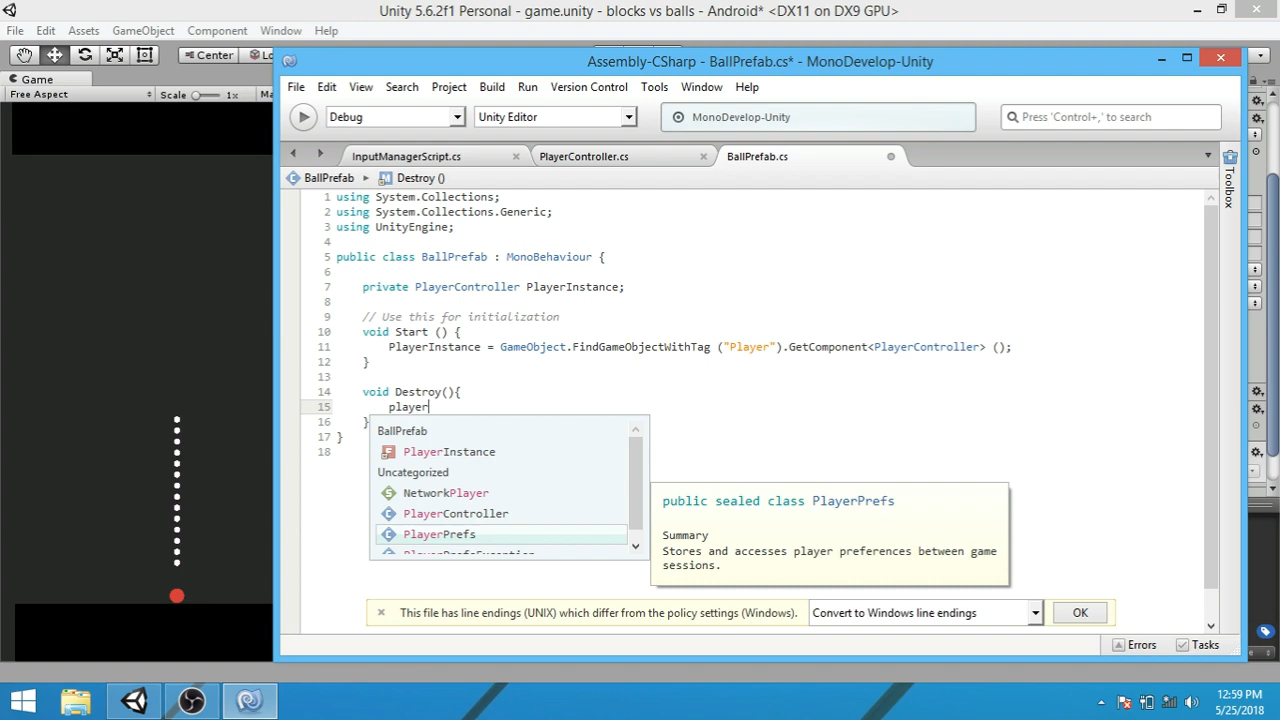 Unity 5.6.2f1 Personal - game.unity - blocks vs balls - Android* <DX11 on DX9 GPU>
File Edit Assets GameObject Component Window Help
Center
Game
Free Aspect Scale 1x
Assembly-CSharp - BallPrefab.cs* - MonoDevelop-Unity
File Edit View Search Project Build Run Version Control Tools Window Help
Debug Unity Editor MonoDevelop-Unity Press 'Control+,' to search
InputManagerScript.cs PlayerController.cs BallPrefab.cs
BallPrefab Destroy ()
Toolbox
1 using System.Collections;
2 using System.Collections.Generic;
3 using UnityEngine;
4
5 public class BallPrefab : MonoBehaviour {
6
7 private PlayerController PlayerInstance;
8
9 // Use this for initialization
10 void Start () {
11 PlayerInstance = GameObject.FindGameObjectWithTag ("Player").GetComponent<PlayerController> ();
12 }
13
14 void Destroy(){
15 player
16 }
17 }
18
BallPrefab
PlayerInstance
Uncategorized
NetworkPlayer
PlayerController
PlayerPrefs
PlayerPrefsException
public sealed class PlayerPrefs
Summary
Stores and accesses player preferences between game
sessions.
This file has line endings (UNIX) which differ from the policy settings (Windows). Convert to Windows line endings OK
Errors Tasks
12:59 PM
5/25/2018